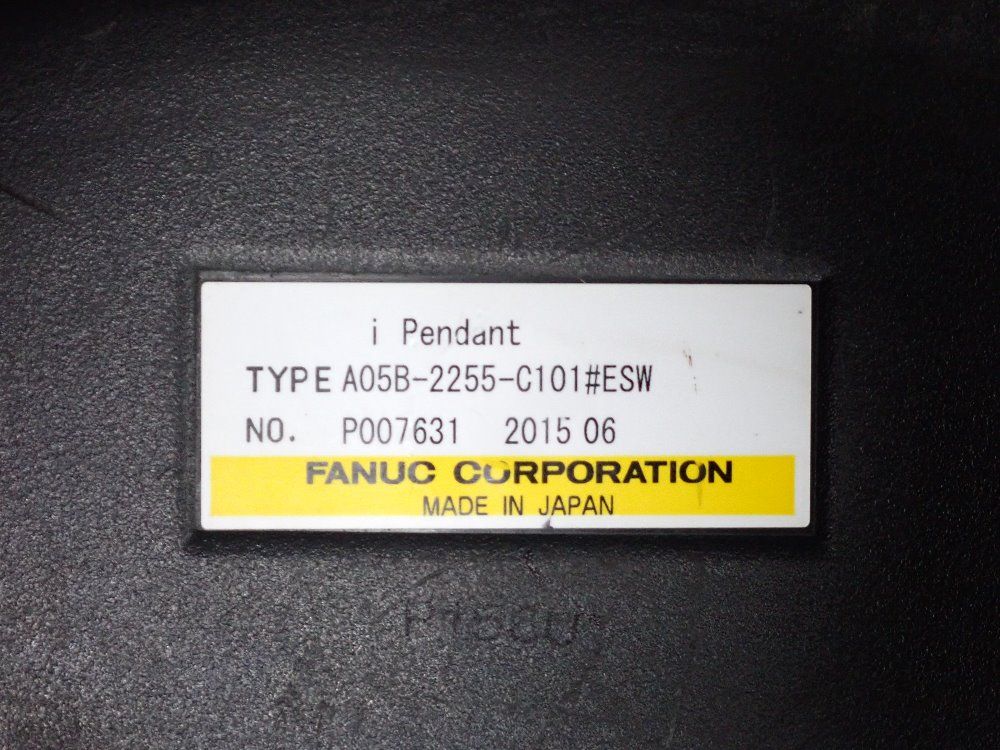 i Pendant
TYPE A05B-2255-C101#ESW
NO. P007631 2015 06
FANUC CORPORATION
MADE IN JAPAN